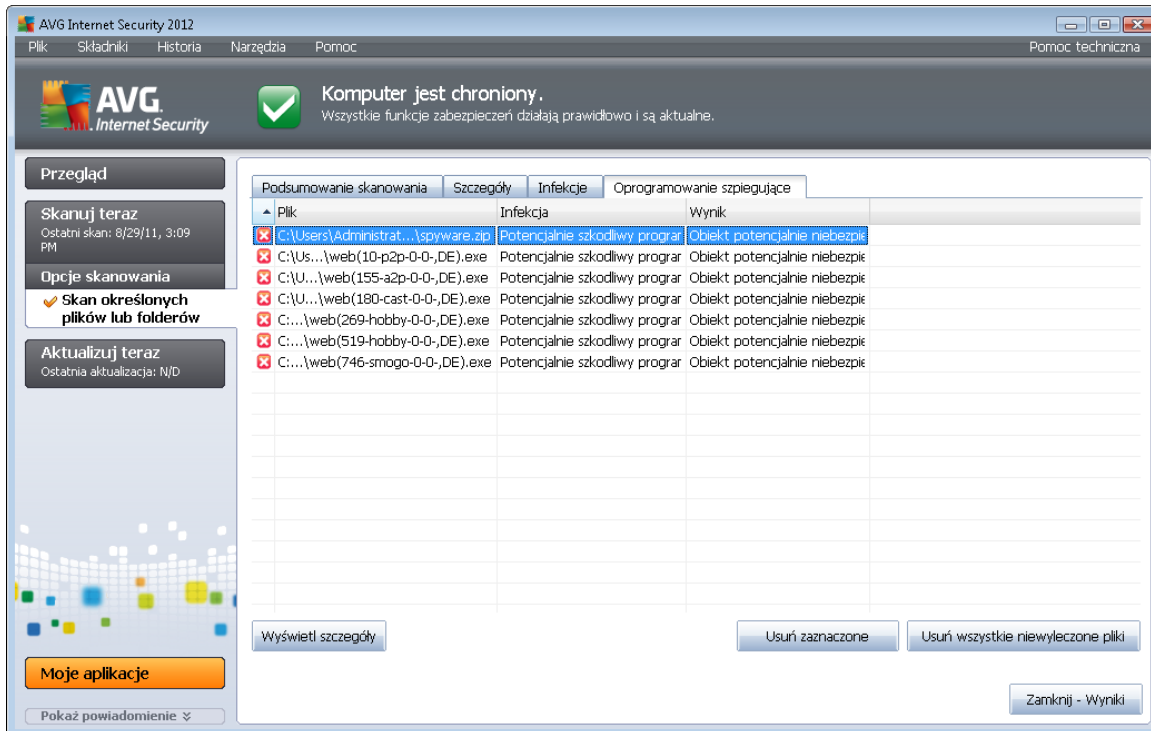 AVG Internet Security 2012
Plik Składniki Historia Narzędzia Pomoc Pomoc techniczna
AVG.
Internet Security
Komputer jest chroniony.
Wszystkie funkcje zabezpieczeń działają prawidłowo i są aktualne.
Przegląd
Skanuj teraz
Ostatni skan: 8/29/11, 3:09
PM
Opcje skanowania
Skan określonych
plików lub folderów
Aktualizuj teraz
Ostatnia aktualizacja: N/D
Moje aplikacje
Pokaż powiadomienie
Podsumowanie skanowania Szczegóły Infekcje Oprogramowanie szpiegujące
Plik Infekcja Wynik
C:\Users\Administrat...\spyware.zip Potencjalnie szkodliwy prograr Obiekt potencjalnie niebezpie
C:\Us...\web(10-p2p-0-0-,DE).exe Potencjalnie szkodliwy prograr Obiekt potencjalnie niebezpie
C:\U...\web(155-a2p-0-0-,DE).exe Potencjalnie szkodliwy prograr Obiekt potencjalnie niebezpie
C:\U...\web(180-cast-0-0-,DE).exe Potencjalnie szkodliwy prograr Obiekt potencjalnie niebezpie
C:...\web(269-hobby-0-0-,DE).exe Potencjalnie szkodliwy prograr Obiekt potencjalnie niebezpie
C:...\web(519-hobby-0-0-,DE).exe Potencjalnie szkodliwy prograr Obiekt potencjalnie niebezpie
C:...\web(746-smogo-0-0-,DE).exe Potencjalnie szkodliwy prograr Obiekt potencjalnie niebezpie
Wyświetl szczegóły Usuń zaznaczone Usuń wszystkie niewyleczone pliki
Zamknij - Wyniki